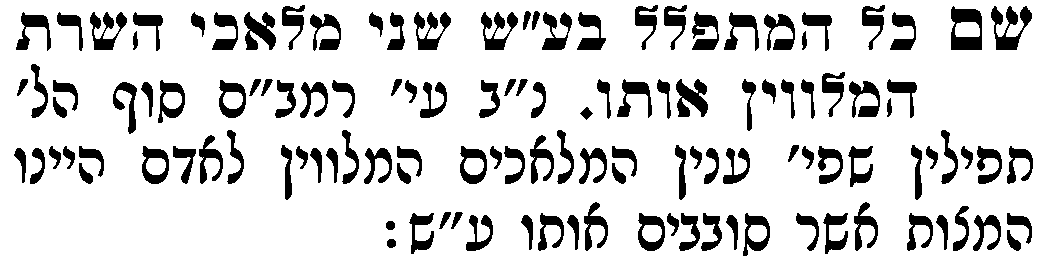 שם כל המתפלל בע"ש שני מלאכי השרת
המלווין אותו. נ"ב עי' רמב"ם סוף הל'
תפילין שפי' ענין המלאכים המלווין לאדם היינו
המצות אשר סובבים אותו ע"ש: